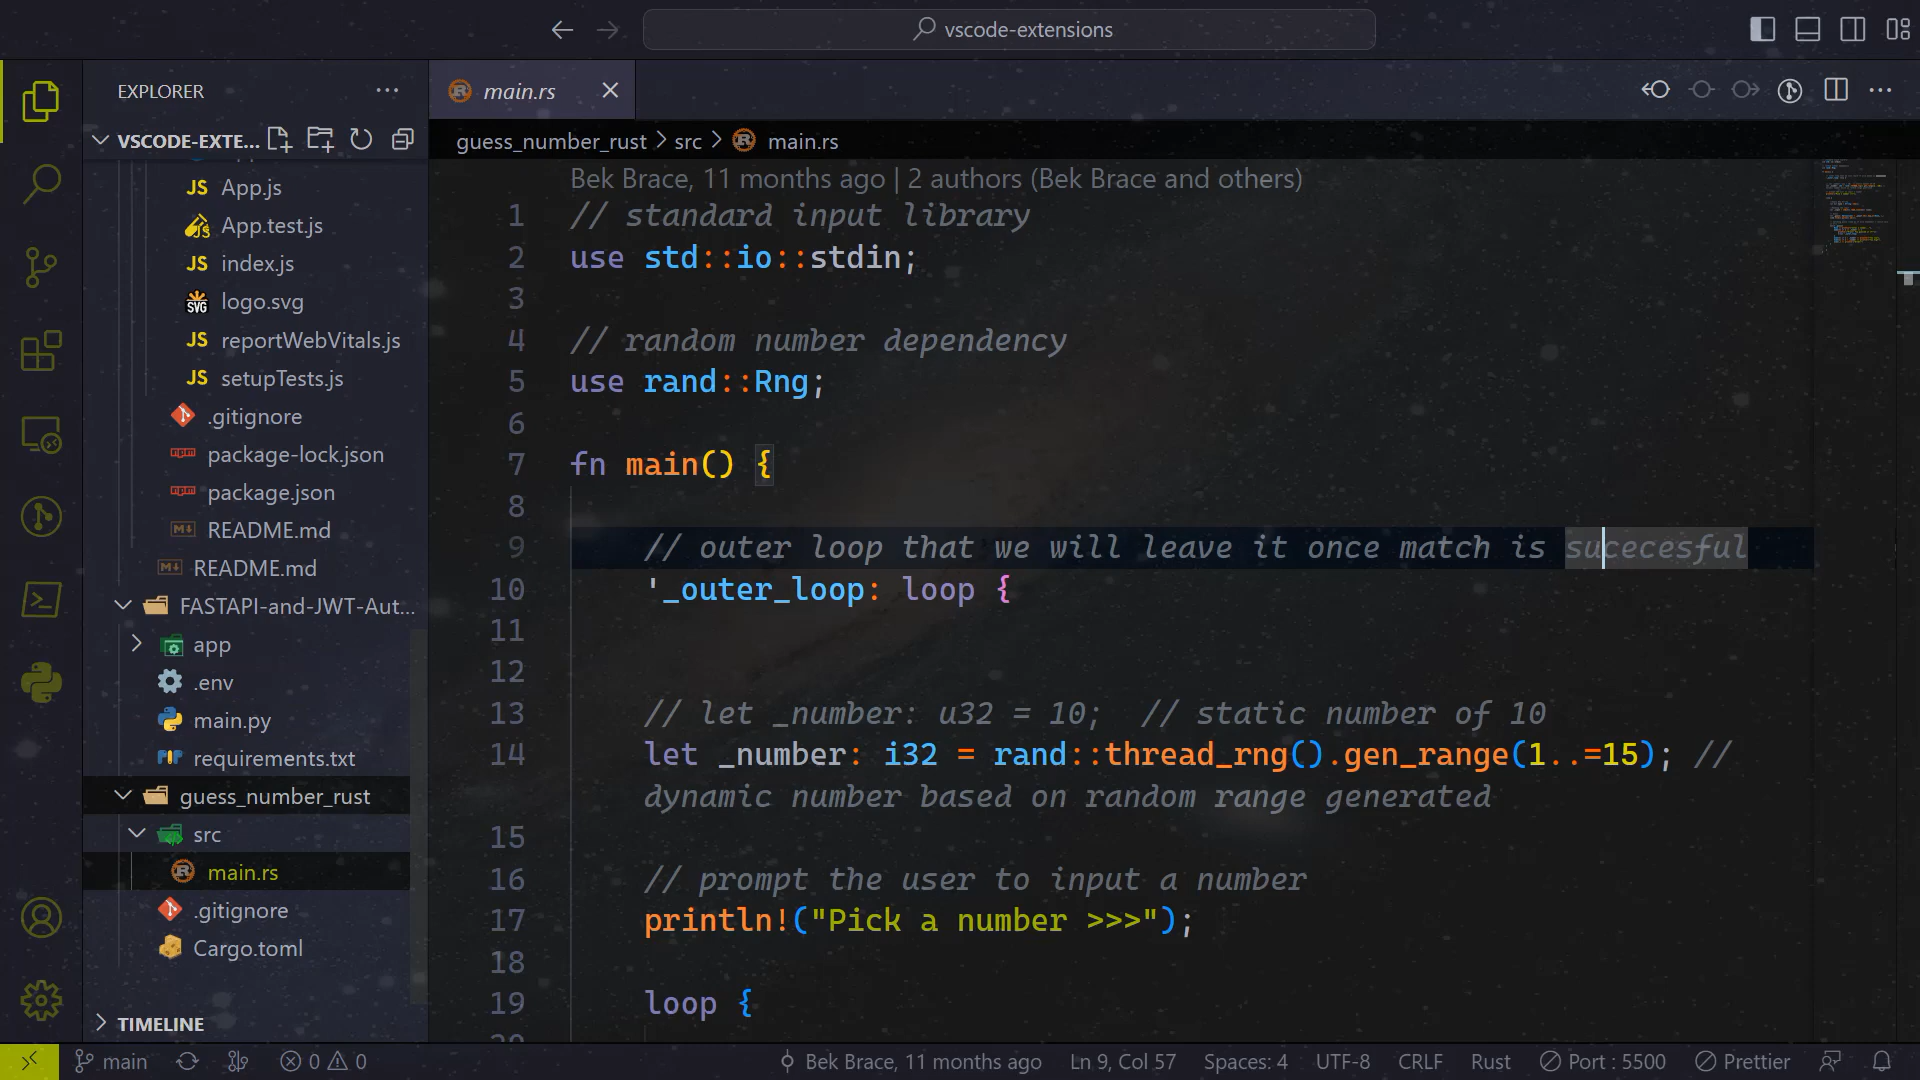 vscode-extensions
EXPLORER
VSCODE-EXTE...
App.js
App.test.js
index.js
logo.svg
reportWebVitals.js
setupTests.js
.gitignore
package-lock.json
package.json
README.md
README.md
FASTAPI-and-JWT-Aut...
app
.env
main.py
requirements.txt
guess_number_rust
src
main.rs
.gitignore
Cargo.toml
TIMELINE
main.rs
guess_number_rust > src > main.rs
Bek Brace, 11 months ago | 2 authors (Bek Brace and others)
1 // standard input library
2 use std::io::stdin;
3
4 // random number dependency
5 use rand::Rng;
6
7 fn main() {
8
9 // outer loop that we will leave it once match is sucecesful
10 '_outer_loop: loop {
11
12
13 // let _number: u32 = 10;  // static number of 10
14 let _number: i32 = rand::thread_rng().gen_range(1..=15); //
dynamic number based on random range generated
15
16 // prompt the user to input a number
17 println!("Pick a number >>>");
18
19 loop {
main 0 0 Bek Brace, 11 months ago Ln 9, Col 57 Spaces: 4 UTF-8 CRLF Rust Port : 5500 Prettier